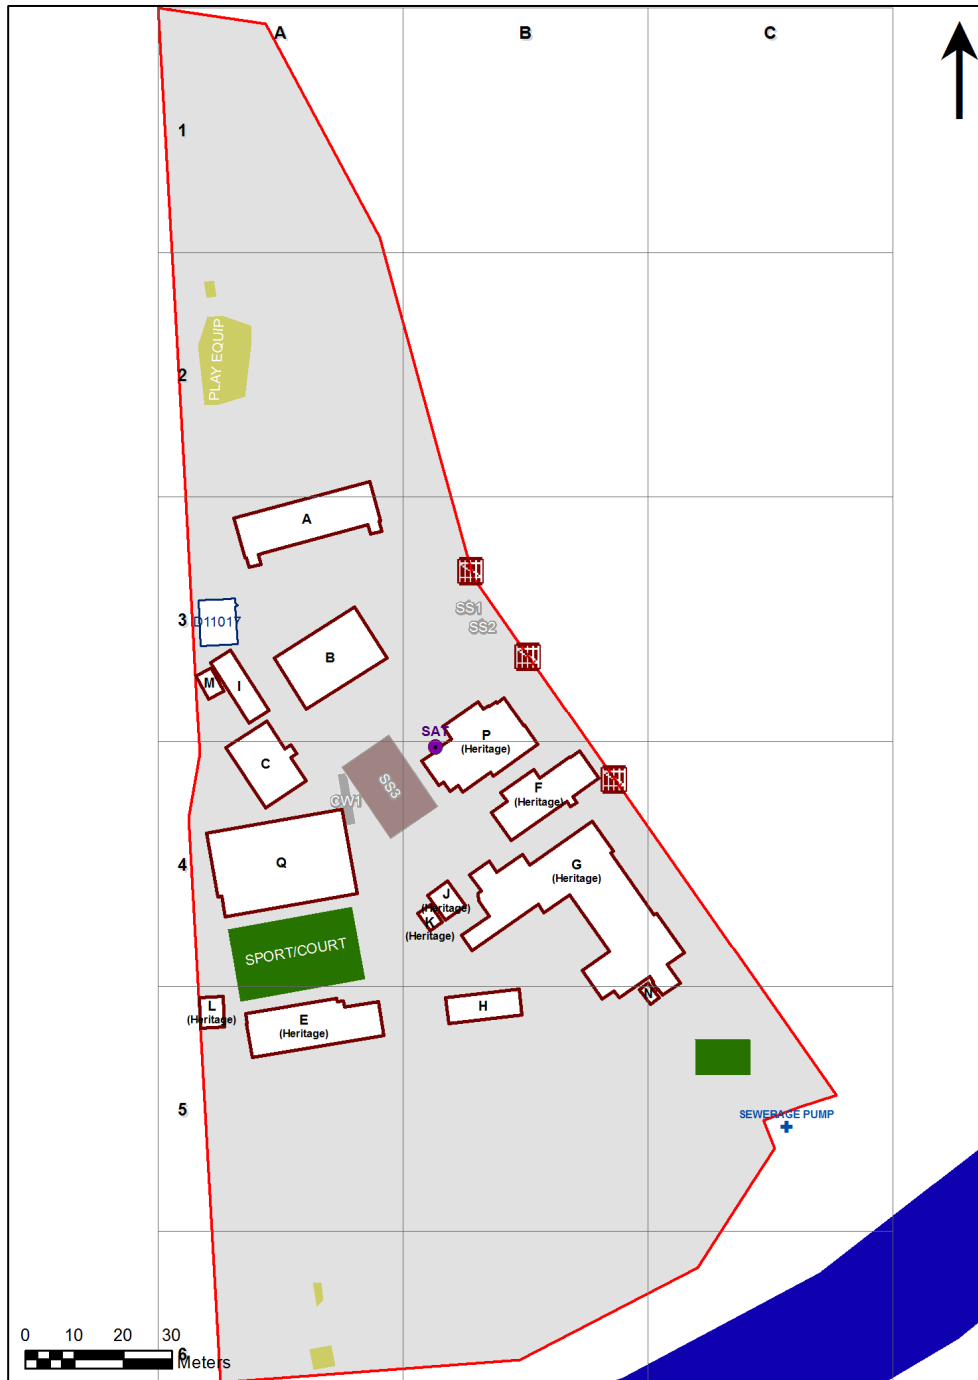 A
B
C
1
2
PLAY EQUIP
A
3
D11017
SS1
SS2
B
M
I
SAT
P
(Heritage)
C
SS3
CW1
F
(Heritage)
4
Q
G
(Heritage)
J
(Heritage)
K
(Heritage)
SPORT/COURT
L
(Heritage)
E
(Heritage)
H
N
5
SEWERAGE PUMP
0 10 20 30
Meters
6